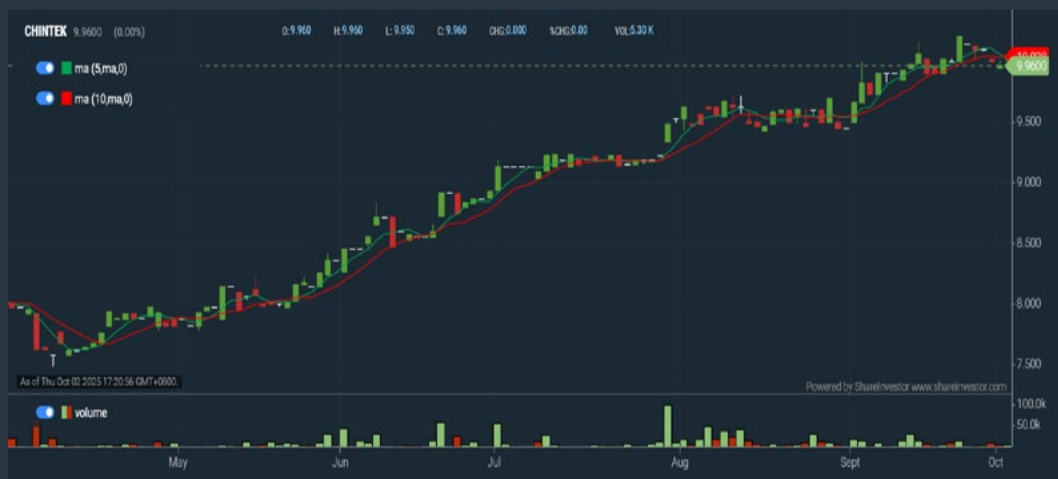 CHINTEK 9.9600 (0.00%) O:9.960 H:9.960 L: 9.950 C: 9.960 CHG:0.000 %CHG:0.00 VOL:5.30 K
ma (5,ma,0)
ma (10,ma,0)
9.9600
9.500
9.000
8.500
8.000
7.500
As of Thu Oct 02 2025 17:20:56 GMT+0800.
Powered by ShareInvestor www.shareinvestor.com
volume
100.0k
50.0k
May Jun Jul Aug Sept Oct